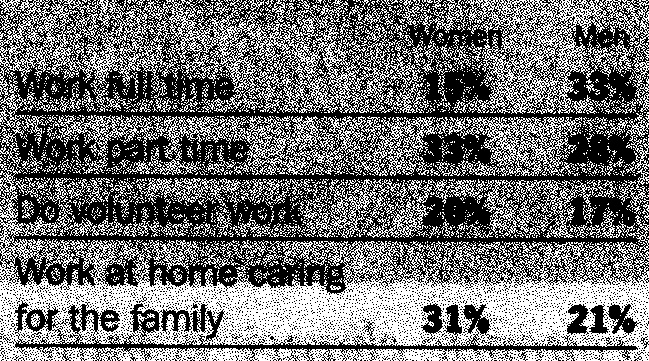 Women Men
Work full time 15% 33%
Work part time 33% 28%
Do volunteer work 20% 17%
Work at home caring
for the family 31% 21%